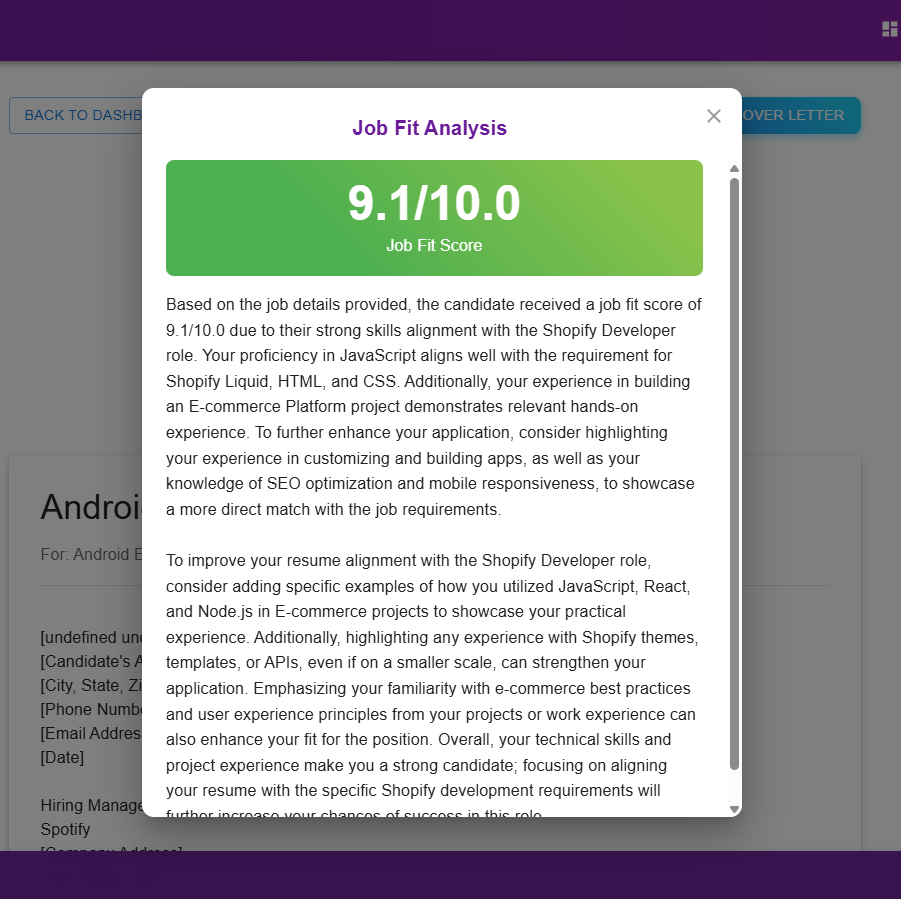 BACK TO DASHB
OVER LETTER
Job Fit Analysis
9.1/10.0
Job Fit Score
Based on the job details provided, the candidate received a job fit score of
9.1/10.0 due to their strong skills alignment with the Shopify Developer
role. Your proficiency in JavaScript aligns well with the requirement for
Shopify Liquid, HTML, and CSS. Additionally, your experience in building
an E-commerce Platform project demonstrates relevant hands-on
experience. To further enhance your application, consider highlighting
your experience in customizing and building apps, as well as your
knowledge of SEO optimization and mobile responsiveness, to showcase
a more direct match with the job requirements.
To improve your resume alignment with the Shopify Developer role,
consider adding specific examples of how you utilized JavaScript, React,
and Node.js in E-commerce projects to showcase your practical
experience. Additionally, highlighting any experience with Shopify themes,
templates, or APIs, even if on a smaller scale, can strengthen your
application. Emphasizing your familiarity with e-commerce best practices
and user experience principles from your projects or work experience can
also enhance your fit for the position. Overall, your technical skills and
project experience make you a strong candidate; focusing on aligning
your resume with the specific Shopify development requirements will
further increase your chances of success in this role.
Androi
For: Android E
[undefined und
[Candidate's A
[City, State, Zi
[Phone Numbe
[Email Addres
[Date]
Hiring Manage
Spotify
[Company Address]